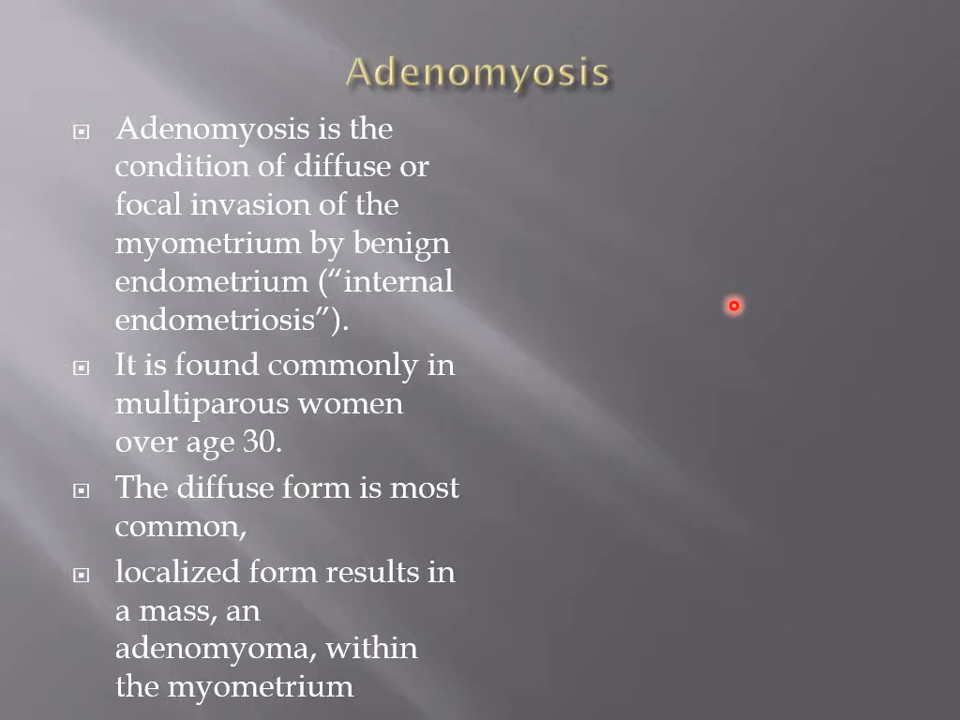 Adenomyosis
Adenomyosis is the
condition of diffuse or
focal invasion of the
myometrium by benign
endometrium (“internal
endometriosis”).
It is found commonly in
multiparous women
over age 30.
The diffuse form is most
common,
localized form results in
a mass, an
adenomyoma, within
the myometrium